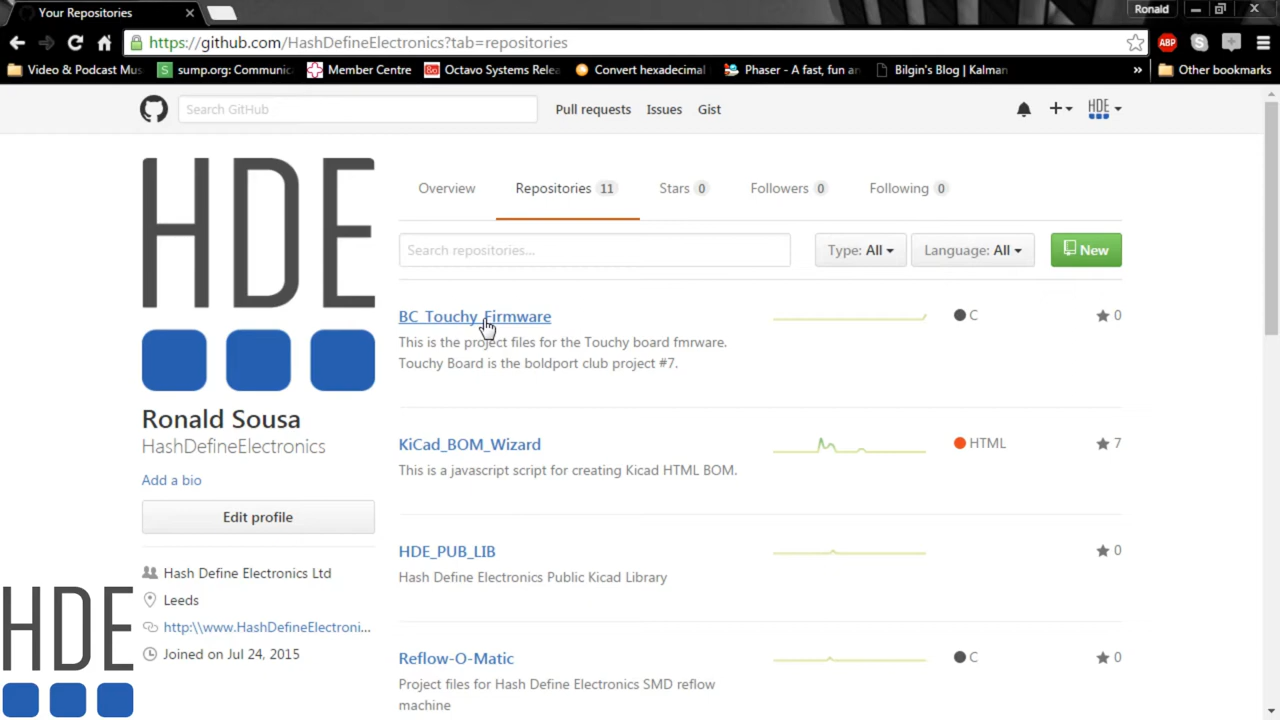 Your Repositories
Ronald
https://github.com/HashDefineElectronics?tab=repositories
ABP
Video & Podcast Mus
S sump.org: Communic
Member Centre
Octavo Systems Rele
Convert hexadecimal
Phaser - A fast, fun an
Bilgin's Blog | Kalman
»
Other bookmarks
Search GitHub
Pull requests
Issues
Gist
HDE
HDE
Overview
Repositories 11
Stars 0
Followers 0
Following 0
Search repositories...
Type: All
Language: All
New
BC_Touchy_Firmware
This is the project files for the Touchy board fmrware.
Touchy Board is the boldport club project #7.
C
0
Ronald Sousa
HashDefineElectronics
Add a bio
Edit profile
KiCad_BOM_Wizard
This is a javascript script for creating Kicad HTML BOM.
HTML
7
HDE_PUB_LIB
Hash Define Electronics Public Kicad Library
0
Hash Define Electronics Ltd
Leeds
http:\\www.HashDefineElectroni...
Joined on Jul 24, 2015
Reflow-O-Matic
Project files for Hash Define Electronics SMD reflow
machine
C
0
HDE